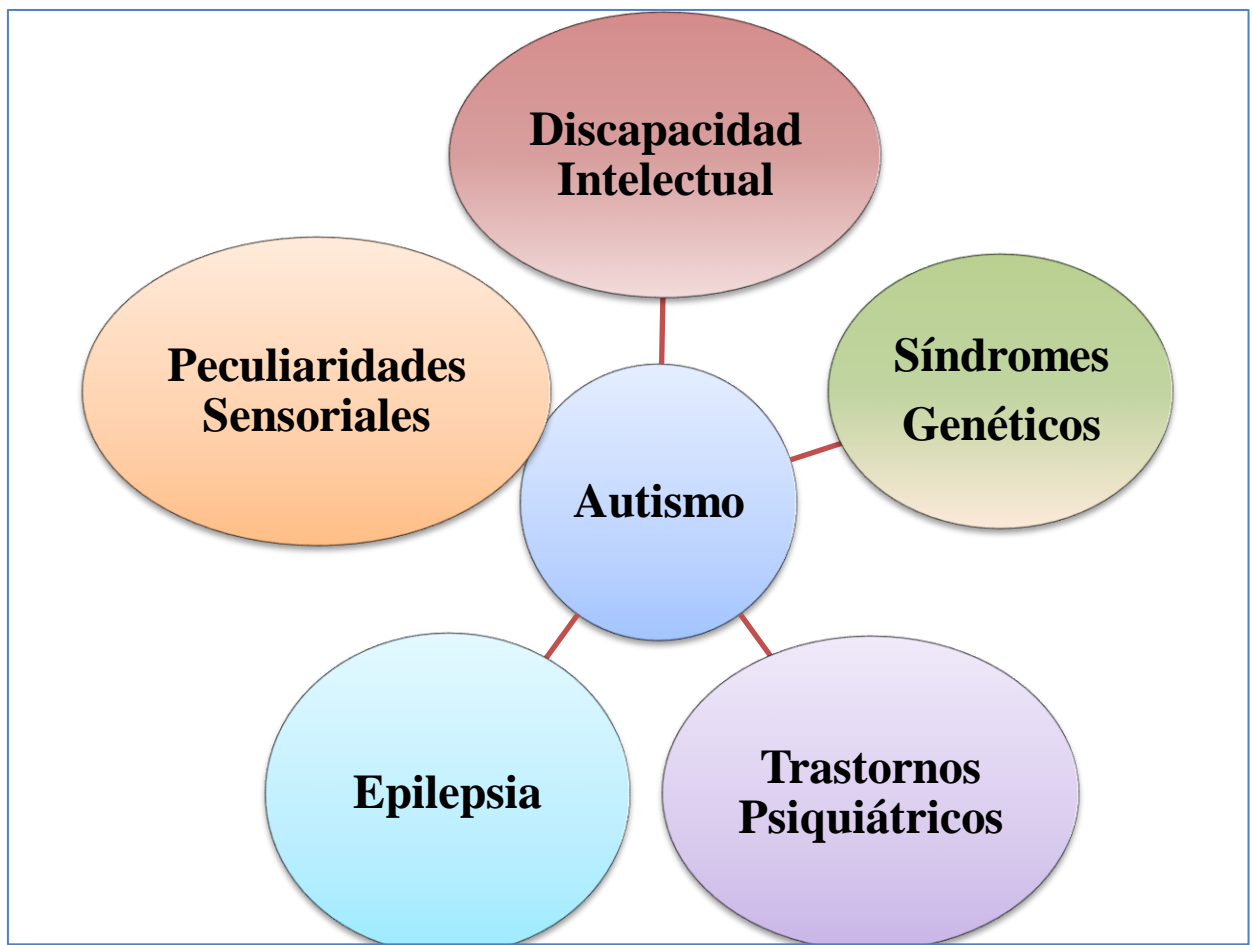 Discapacidad
Intelectual
Peculiaridades
Sensoriales
Síndromes
Genéticos
Autismo
Epilepsia
Trastornos
Psiquiátricos